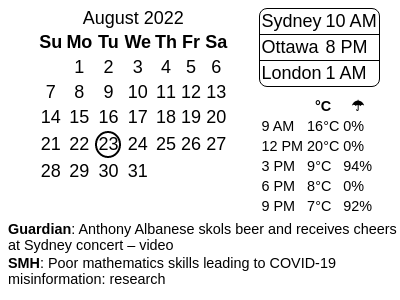 August 2022
Su Mo Tu We Th Fr Sa
1 2 3 4 5 6
7 8 9 10 11 12 13
14 15 16 17 18 19 20
21 22 23 24 25 26 27
28 29 30 31
Sydney 10 AM
Ottawa 8 PM
London 1 AM
°C ☂
9 AM 16°C 0%
12 PM 20°C 0%
3 PM 9°C 94%
6 PM 8°C 0%
9 PM 7°C 92%
Guardian: Anthony Albanese skols beer and receives cheers
at Sydney concert – video
SMH: Poor mathematics skills leading to COVID-19
misinformation: research